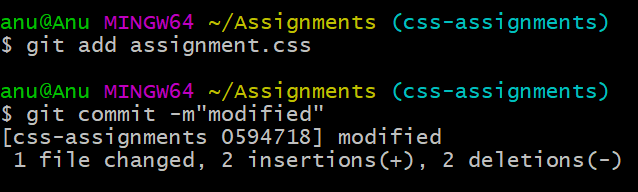 anu@Anu MINGW64 ~/Assignments (css-assignments)
$ git add assignment.css
anu@Anu MINGW64 ~/Assignments (css-assignments)
$ git commit -m"modified"
[css-assignments 0594718] modified
 1 file changed, 2 insertions(+), 2 deletions(-)